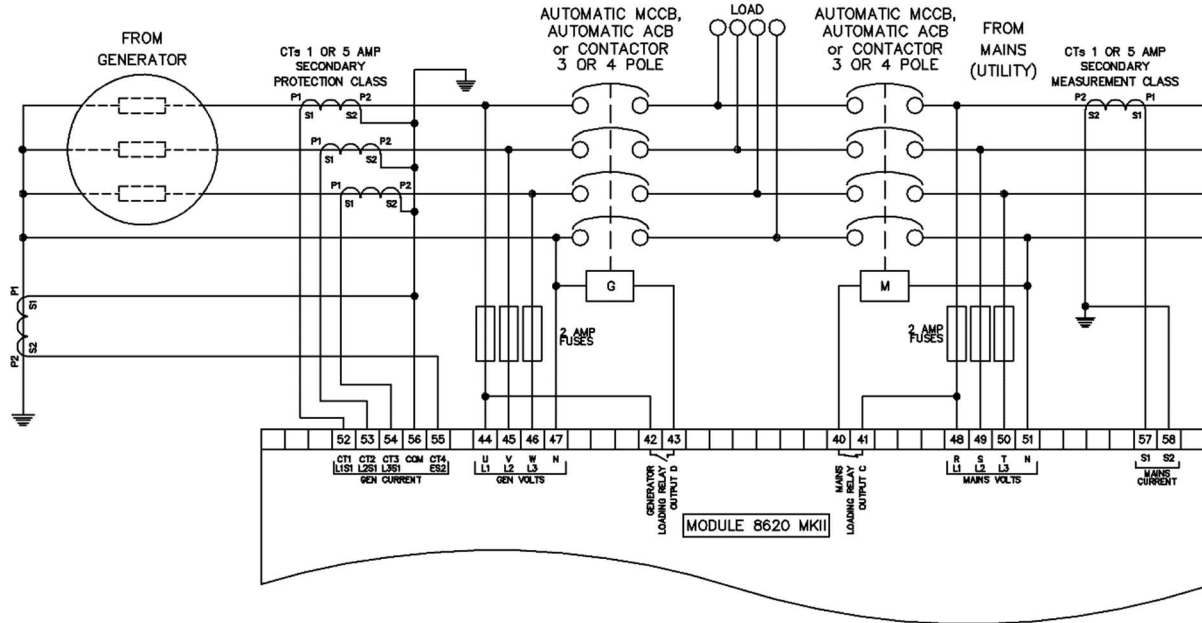 FROM
GENERATOR
CTs 1 OR 5 AMP
SECONDARY
PROTECTION CLASS
AUTOMATIC MCCB,
AUTOMATIC ACB
or CONTACTOR
3 OR 4 POLE
LOAD
AUTOMATIC MCCB,
AUTOMATIC ACB
or CONTACTOR
3 OR 4 POLE
FROM
MAINS
(UTILITY)
CTs 1 OR 5 AMP
SECONDARY
MEASUREMENT CLASS
P1 P2
S1 S2
P2 P1
S2 S1
P1 P2
S1 S2
P1 P2
S1 S2
G
M
P1 S1
P2 S2
2 AMP
FUSES
2 AMP
FUSES
52 53 54 56 55 44 45 46 47 42 43 40 41 48 49 50 51 57 58
CT1 CT2 CT3 COM CT4
L1S1 L2S1 L3S1 ES2
GEN CURRENT
U V W N
L1 L2 L3
GEN VOLTS
GENERATOR
LOADING RELAY
OUTPUT D
MAINS
LOADING RELAY
OUTPUT C
R S T N
L1 L2 L3
MAINS VOLTS
S1 S2
MAINS
CURRENT
MODULE 8620 MKII